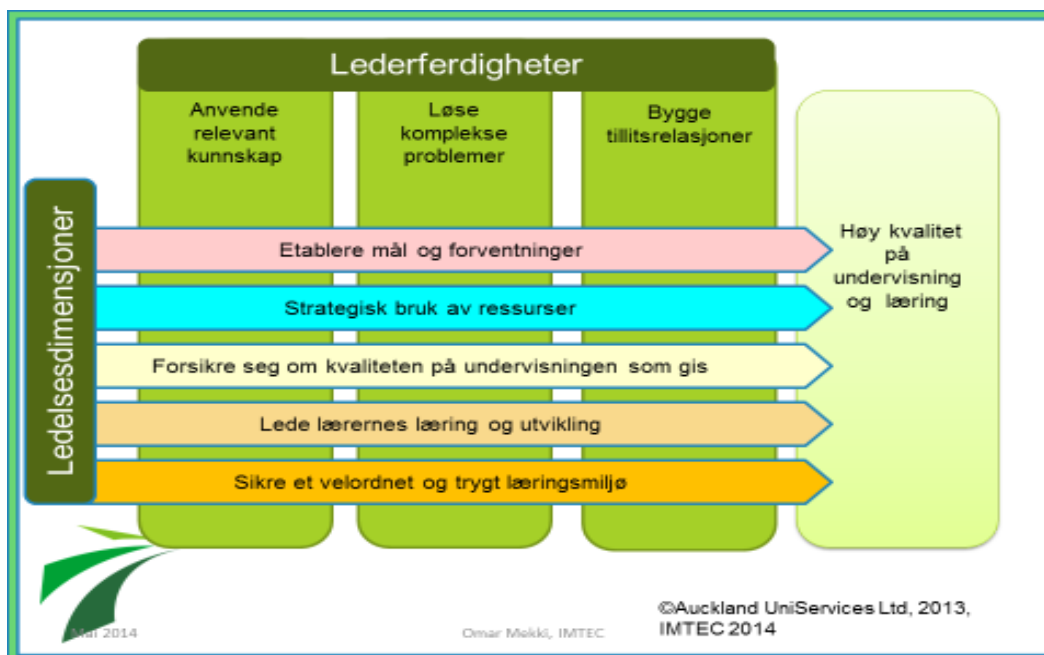 Lederferdigheter
Anvende
relevant
kunnskap
Løse
komplekse
problemer
Bygge
tillitsrelasjoner
Ledelsesdimensjoner
Etablere mål og forventninger
Strategisk bruk av ressurser
Forsikre seg om kvaliteten på undervisningen som gis
Lede lærernes læring og utvikling
Sikre et velordnet og trygt læringsmiljø
Høy kvalitet
på
undervisning
og læring
©Auckland UniServices Ltd, 2013,
IMTEC 2014
Mai 2014
Omar Mekki, IMTEC